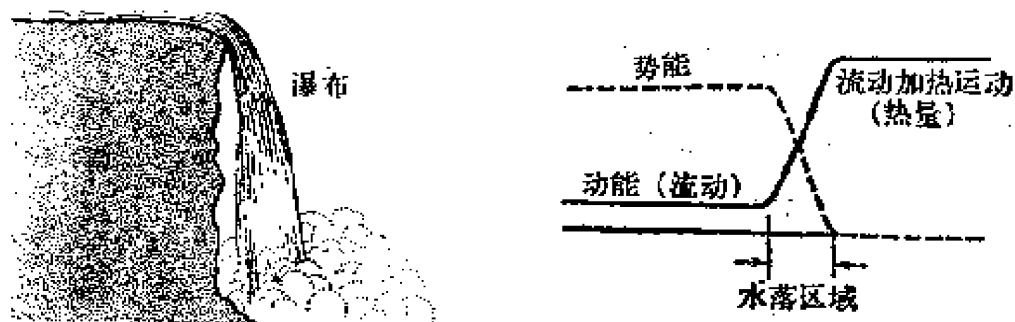 瀑布
势能
流动加热运动
(热量)
动能(流动)
水落区域